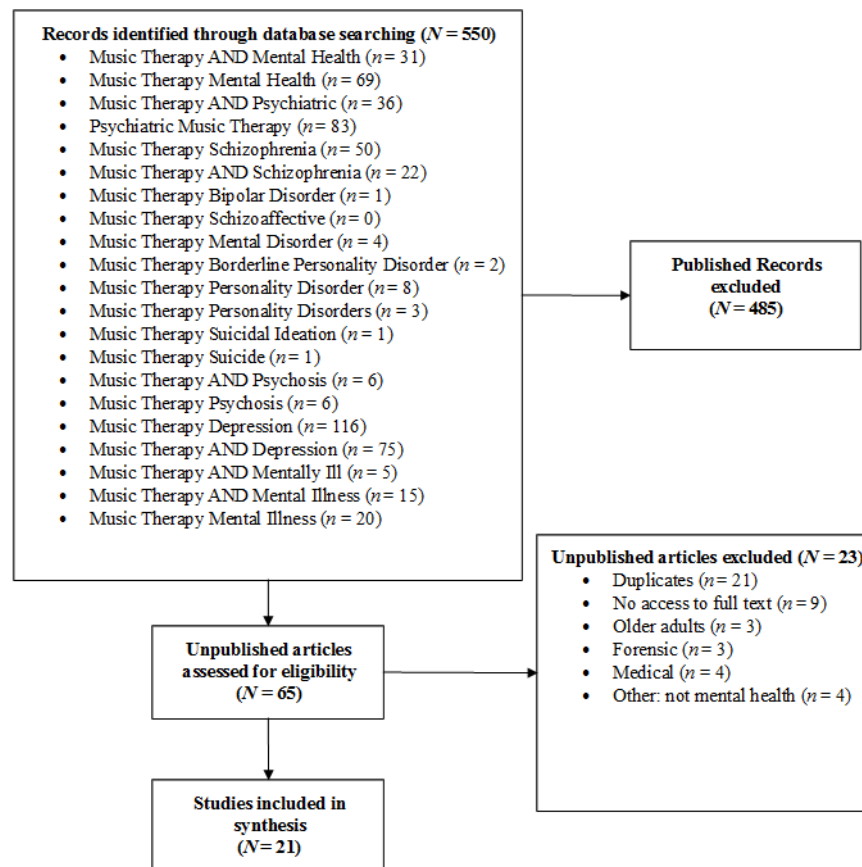 Records identified through database searching (N = 550)
• Music Therapy AND Mental Health (n = 31)
• Music Therapy Mental Health (n = 69)
• Music Therapy AND Psychiatric (n = 36)
• Psychiatric Music Therapy (n = 83)
• Music Therapy Schizophrenia (n = 50)
• Music Therapy AND Schizophrenia (n = 22)
• Music Therapy Bipolar Disorder (n = 1)
• Music Therapy Schizoaffective (n = 0)
• Music Therapy Mental Disorder (n = 4)
• Music Therapy Borderline Personality Disorder (n = 2)
• Music Therapy Personality Disorder (n = 8)
• Music Therapy Personality Disorders (n = 3)
• Music Therapy Suicidal Ideation (n = 1)
• Music Therapy Suicide (n = 1)
• Music Therapy AND Psychosis (n = 6)
• Music Therapy Psychosis (n = 6)
• Music Therapy Depression (n = 116)
• Music Therapy AND Depression (n = 75)
• Music Therapy AND Mentally Ill (n = 5)
• Music Therapy AND Mental Illness (n = 15)
• Music Therapy Mental Illness (n = 20)
Published Records
excluded
(N = 485)
Unpublished articles
assessed for eligibility
(N = 65)
Unpublished articles excluded (N = 23)
• Duplicates (n = 21)
• No access to full text (n = 9)
• Older adults (n = 3)
• Forensic (n = 3)
• Medical (n = 4)
• Other: not mental health (n = 4)
Studies included in
synthesis
(N = 21)